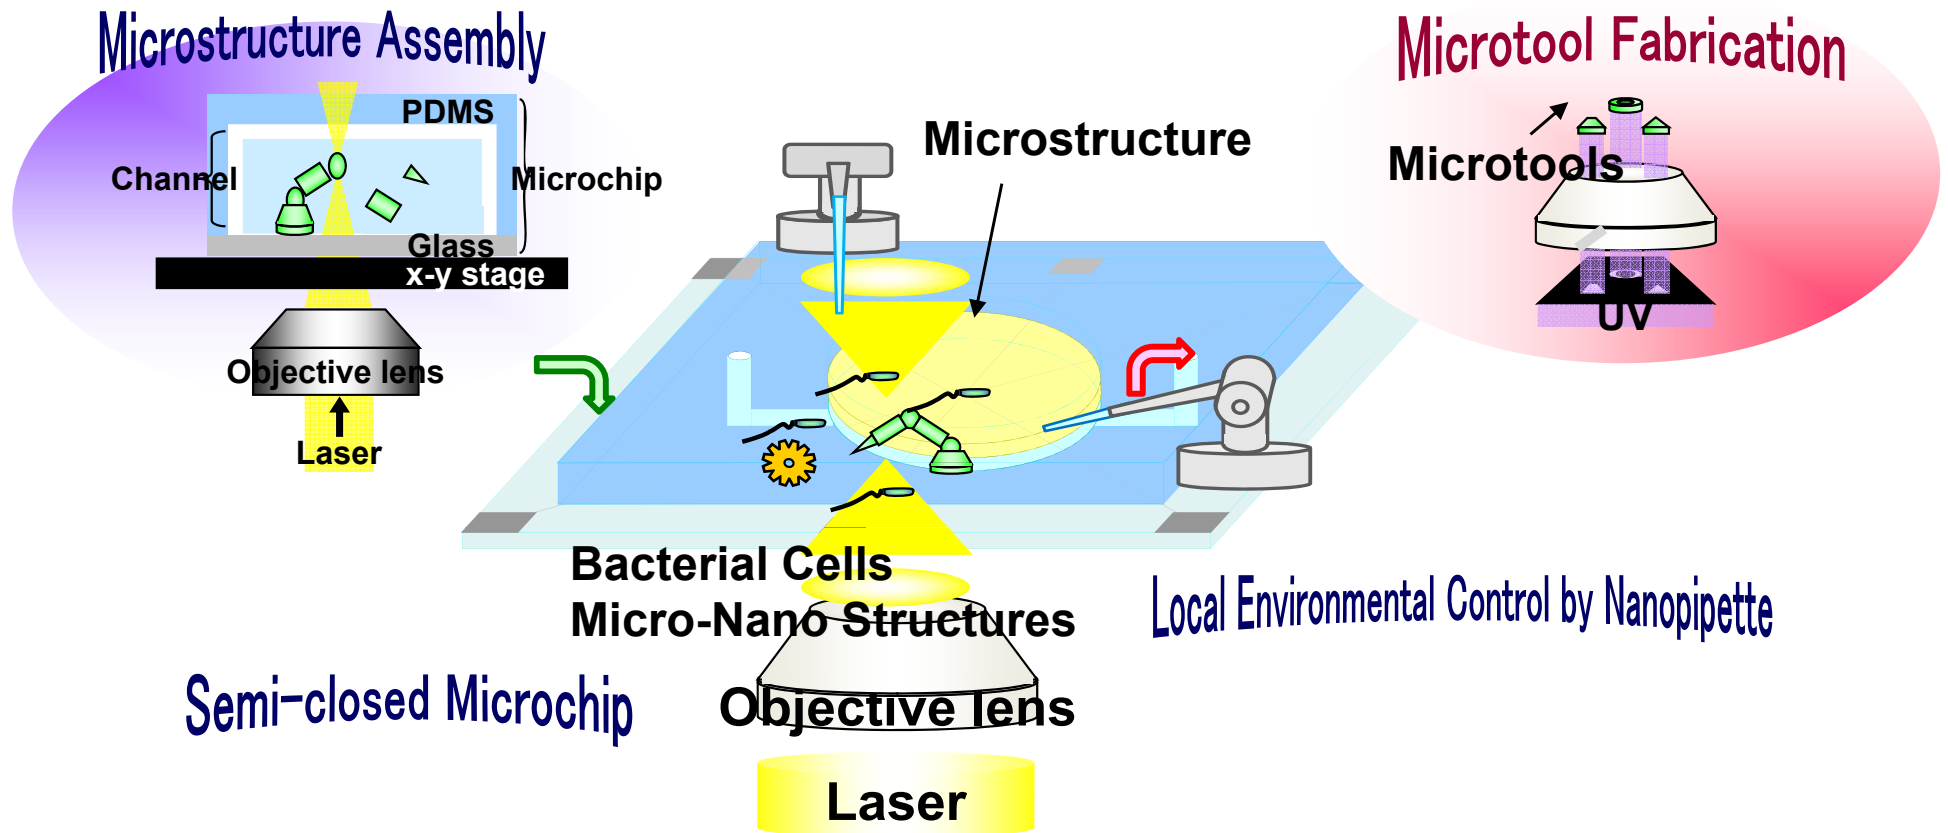 Microstructure Assembly
PDMS
Channel
Microchip
Glass
x-y stage
Objective lens
Laser
Microstructure
Microtool Fabrication
Microtools
UV
Bacterial Cells
Micro-Nano Structures
Local Environmental Control by Nanopipette
Semi-closed Microchip
Objective lens
Laser